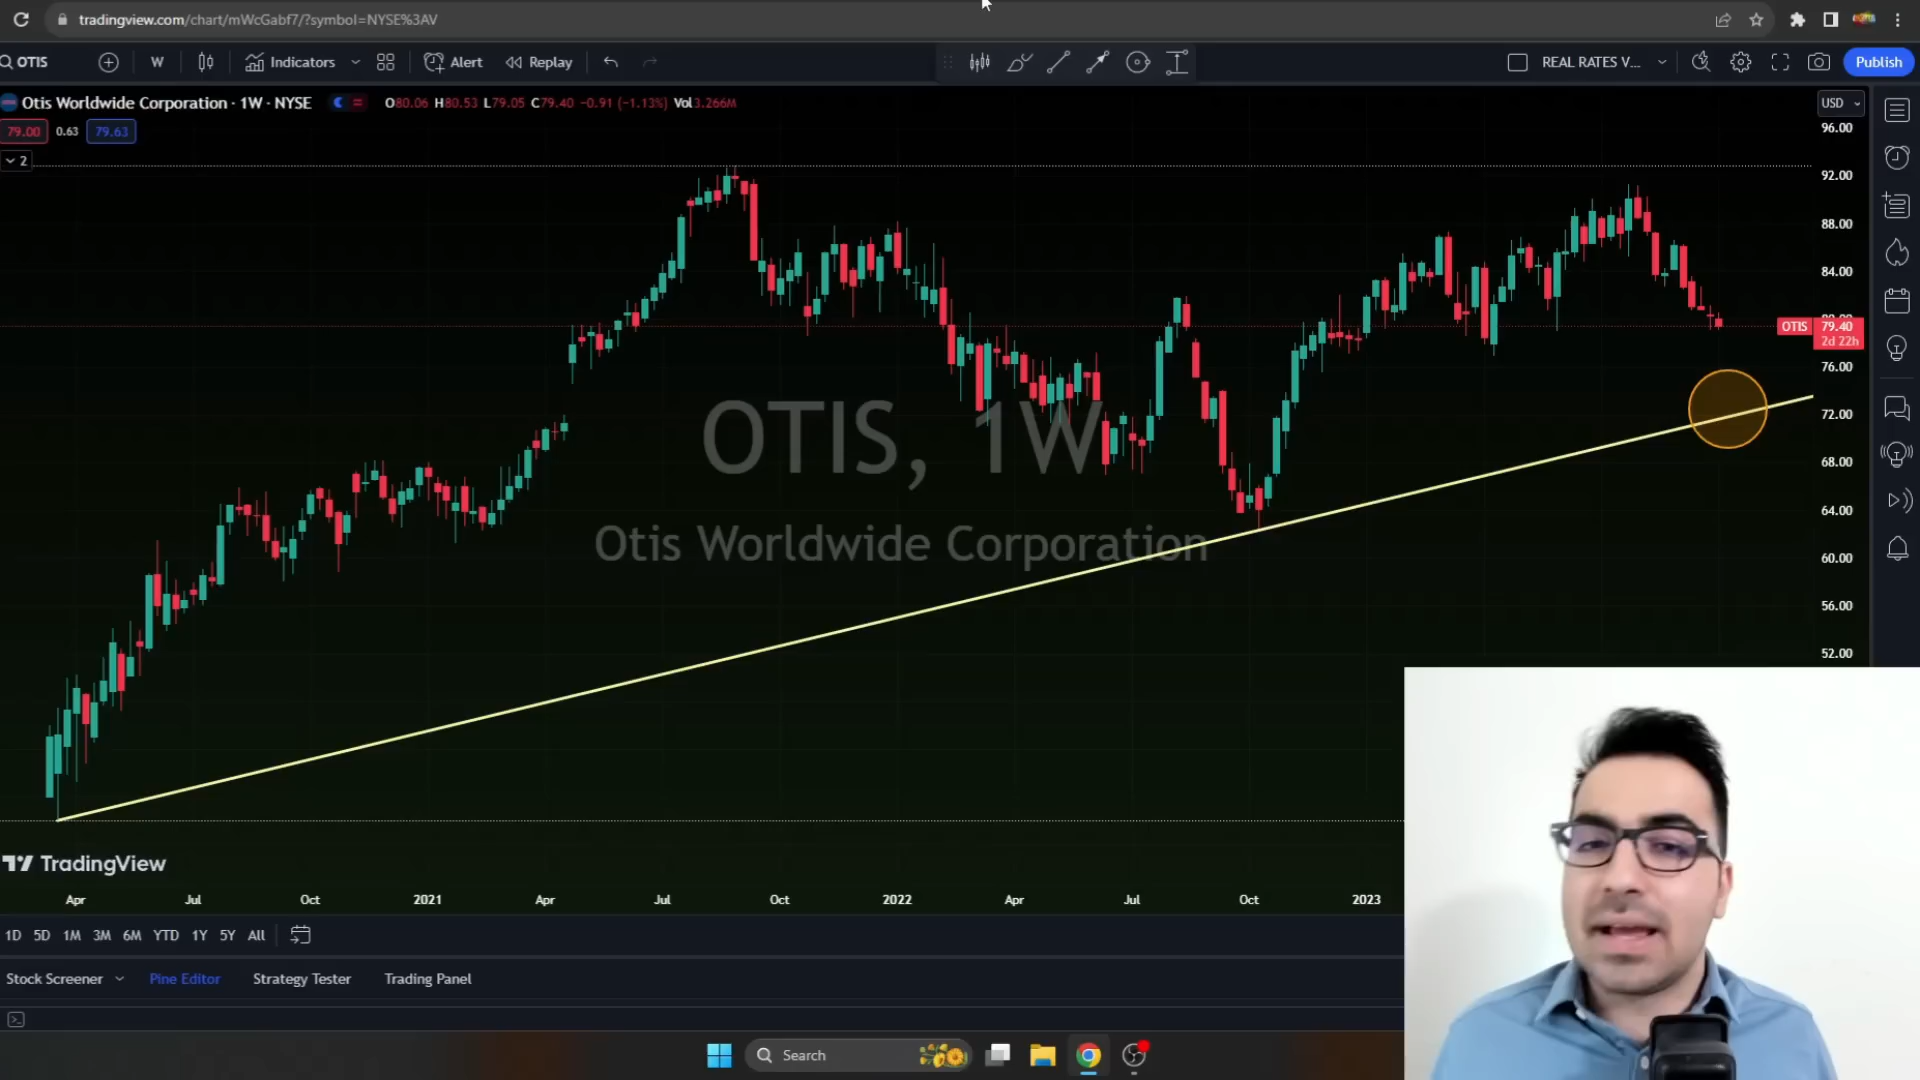 tradingview.com/chart/mWcGabf7/?symbol=NYSE%3AV
OTIS W Indicators Alert Replay REAL RATES V... Publish
Otis Worldwide Corporation · 1W · NYSE O80.06 H80.53 L79.05 C79.40 −0.91 (−1.13%) Vol3.266M USD
79.00 0.63 79.63
2
96.00
92.00
88.00
84.00
OTIS 79.40
2d 22h
76.00
72.00
68.00
64.00
60.00
56.00
52.00
OTIS, 1W
Otis Worldwide Corporation
TradingView
Apr Jul Oct 2021 Apr Jul Oct 2022 Apr Jul Oct 2023
1D 5D 1M 3M 6M YTD 1Y 5Y All
Stock Screener Pine Editor Strategy Tester Trading Panel
Search